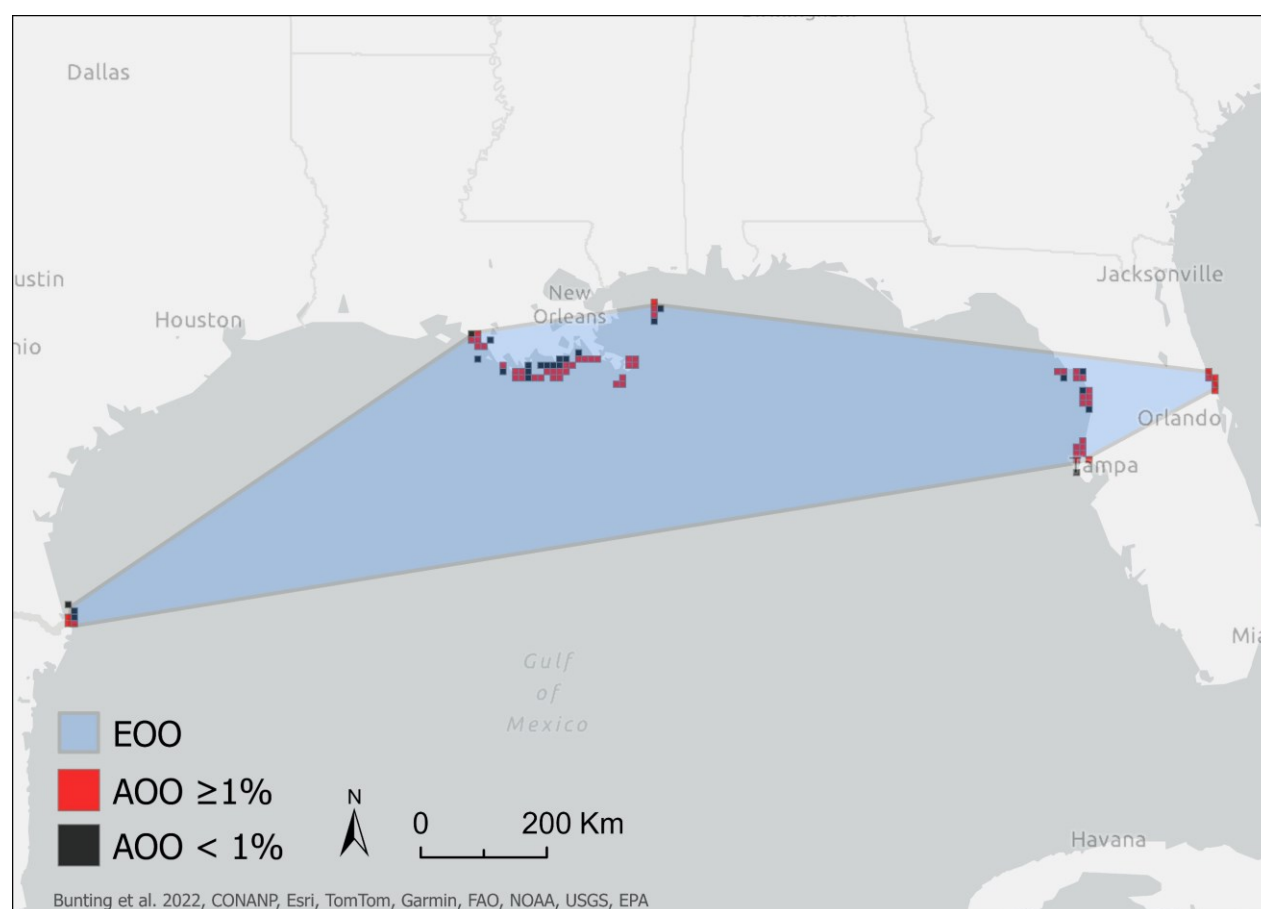 Dallas
ustin
Houston
nio
New
Orleans
Jacksonville
Orlando
Tampa
Mia
Gulf
of
Mexico
EOO
AOO ≥1%
AOO < 1%
N
0 200 Km
Havana
Bunting et al. 2022, CONANP, Esri, TomTom, Garmin, FAO, NOAA, USGS, EPA